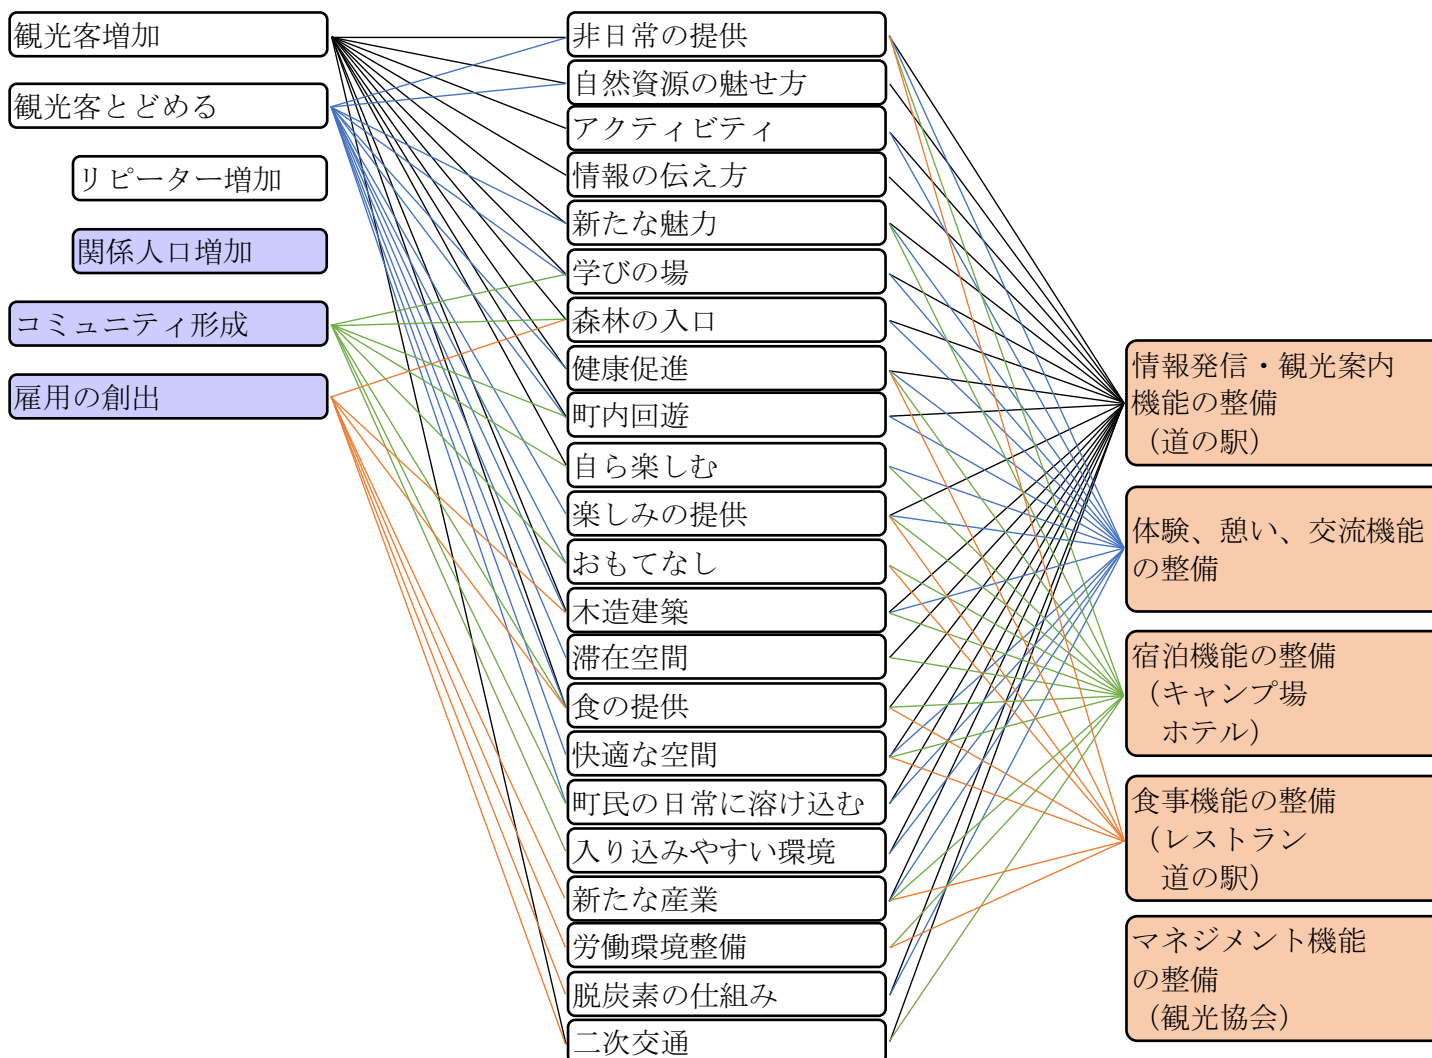 観光客増加
観光客とどめる
リピーター増加
関係人口増加
コミュニティ形成
雇用の創出
非日常の提供
自然資源の魅せ方
アクティビティ
情報の伝え方
新たな魅力
学びの場
森林の入口
健康促進
町内回遊
自ら楽しむ
楽しみの提供
おもてなし
木造建築
滞在空間
食の提供
快適な空間
町民の日常に溶け込む
入り込みやすい環境
新たな産業
労働環境整備
脱炭素の仕組み
二次交通
情報発信・観光案内
機能の整備
（道の駅）
体験、憩い、交流機能
の整備
宿泊機能の整備
（キャンプ場
ホテル）
食事機能の整備
（レストラン
道の駅）
マネジメント機能
の整備
（観光協会）